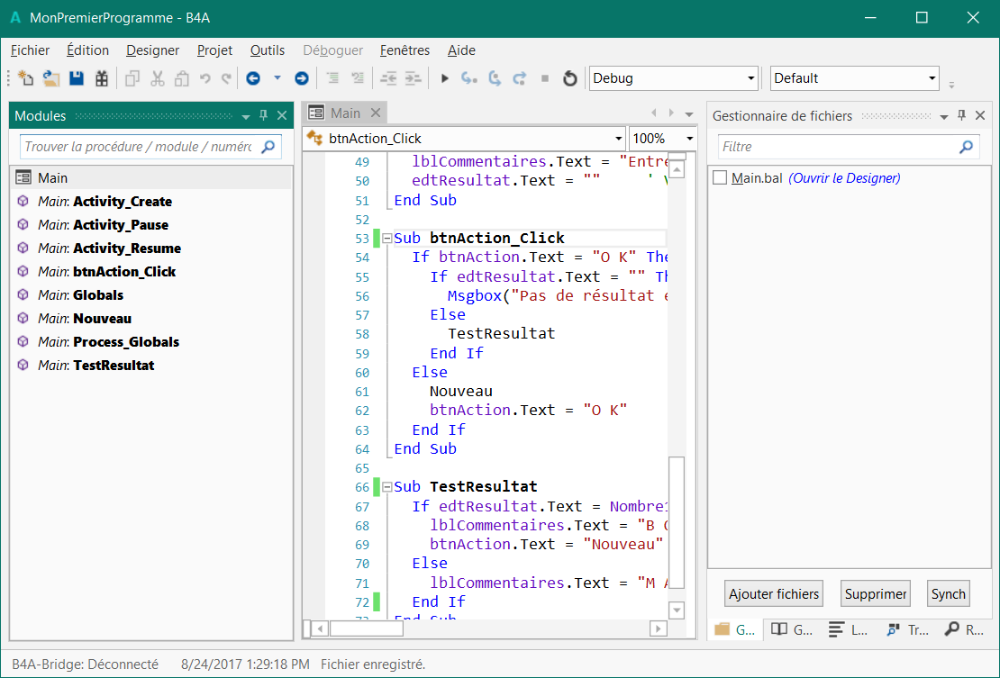 MonPremierProgramme - B4A
Fichier Édition Designer Projet Outils Déboguer Fenêtres Aide
Debug Default
Modules
Trouver la procédure / module / numéro
Main
Main: Activity_Create
Main: Activity_Pause
Main: Activity_Resume
Main: btnAction_Click
Main: Globals
Main: Nouveau
Main: Process_Globals
Main: TestResultat
Main
btnAction_Click 100%
49 lblCommentaires.Text = "Entre
50 edtResultat.Text = "" ' V
51 End Sub
52
53 Sub btnAction_Click
54 If btnAction.Text = "O K" The
55 If edtResultat.Text = "" Th
56 Msgbox("Pas de résultat e
57 Else
58 TestResultat
59 End If
60 Else
61 Nouveau
62 btnAction.Text = "O K"
63 End If
64 End Sub
65
66 Sub TestResultat
67 If edtResultat.Text = Nombre1
68 lblCommentaires.Text = "B O
69 btnAction.Text = "Nouveau"
70 Else
71 lblCommentaires.Text = "M A
72 End If
73 End Sub
Gestionnaire de fichiers
Filtre
Main.bal (Ouvrir le Designer)
Ajouter fichiers Supprimer Synch
G... G... L... Tr... R...
B4A-Bridge: Déconnecté 8/24/2017 1:29:18 PM Fichier enregistré.